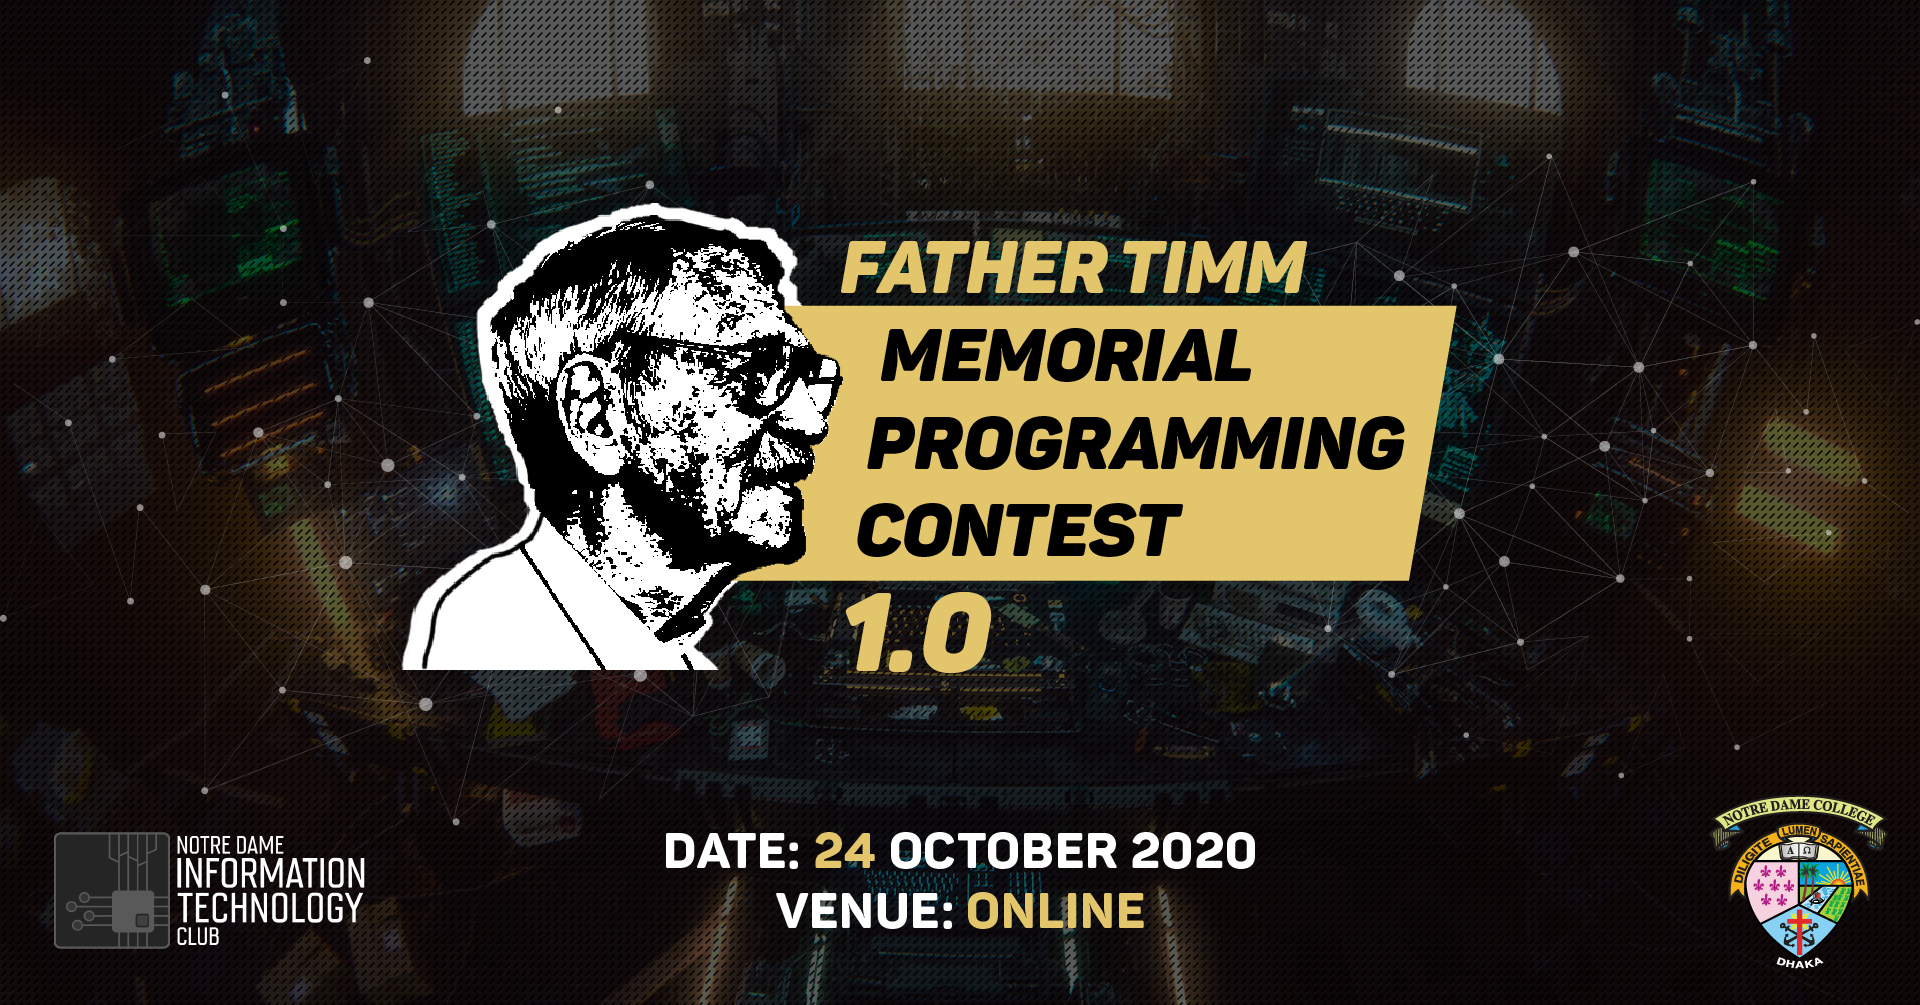 FATHER TIMM
MEMORIAL
PROGRAMMING
CONTEST
1.0
DATE: 24 OCTOBER 2020
VENUE: ONLINE
NOTRE DAME
INFORMATION
TECHNOLOGY
CLUB
NOTRE DAME COLLEGE
DILIGITE LUMEN SAPIENTIAE
Α Ω
DHAKA